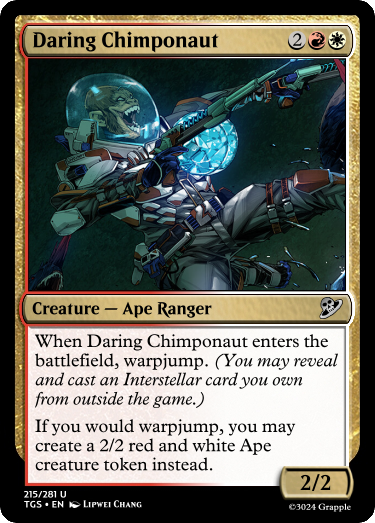 Daring Chimponaut 2
Creature — Ape Ranger
When Daring Chimponaut enters the
battlefield, warpjump. (You may reveal
and cast an Interstellar card you own
from outside the game.)
If you would warpjump, you may
create a 2/2 red and white Ape
creature token instead.
2/2
215/281 U
TGS • EN Lipwei Chang
©3024 Grapple